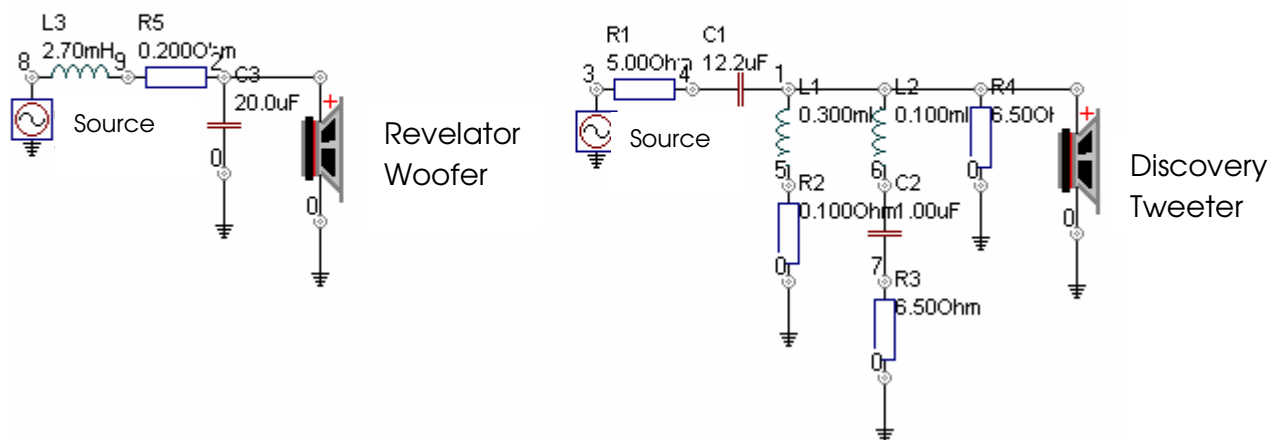 L3
2.70mH
R5
0.200Ohm
8
9
2
C3
20.0uF
Source
0
0
Revelator
Woofer
R1
5.00Ohm
C1
12.2uF
3
4
1
Source
L1
0.300mH
L2
0.100mH
R4
6.50Ohm
5
R2
0.100Ohm
0
6
C2
1.00uF
7
R3
6.50Ohm
0
0
0
Discovery
Tweeter